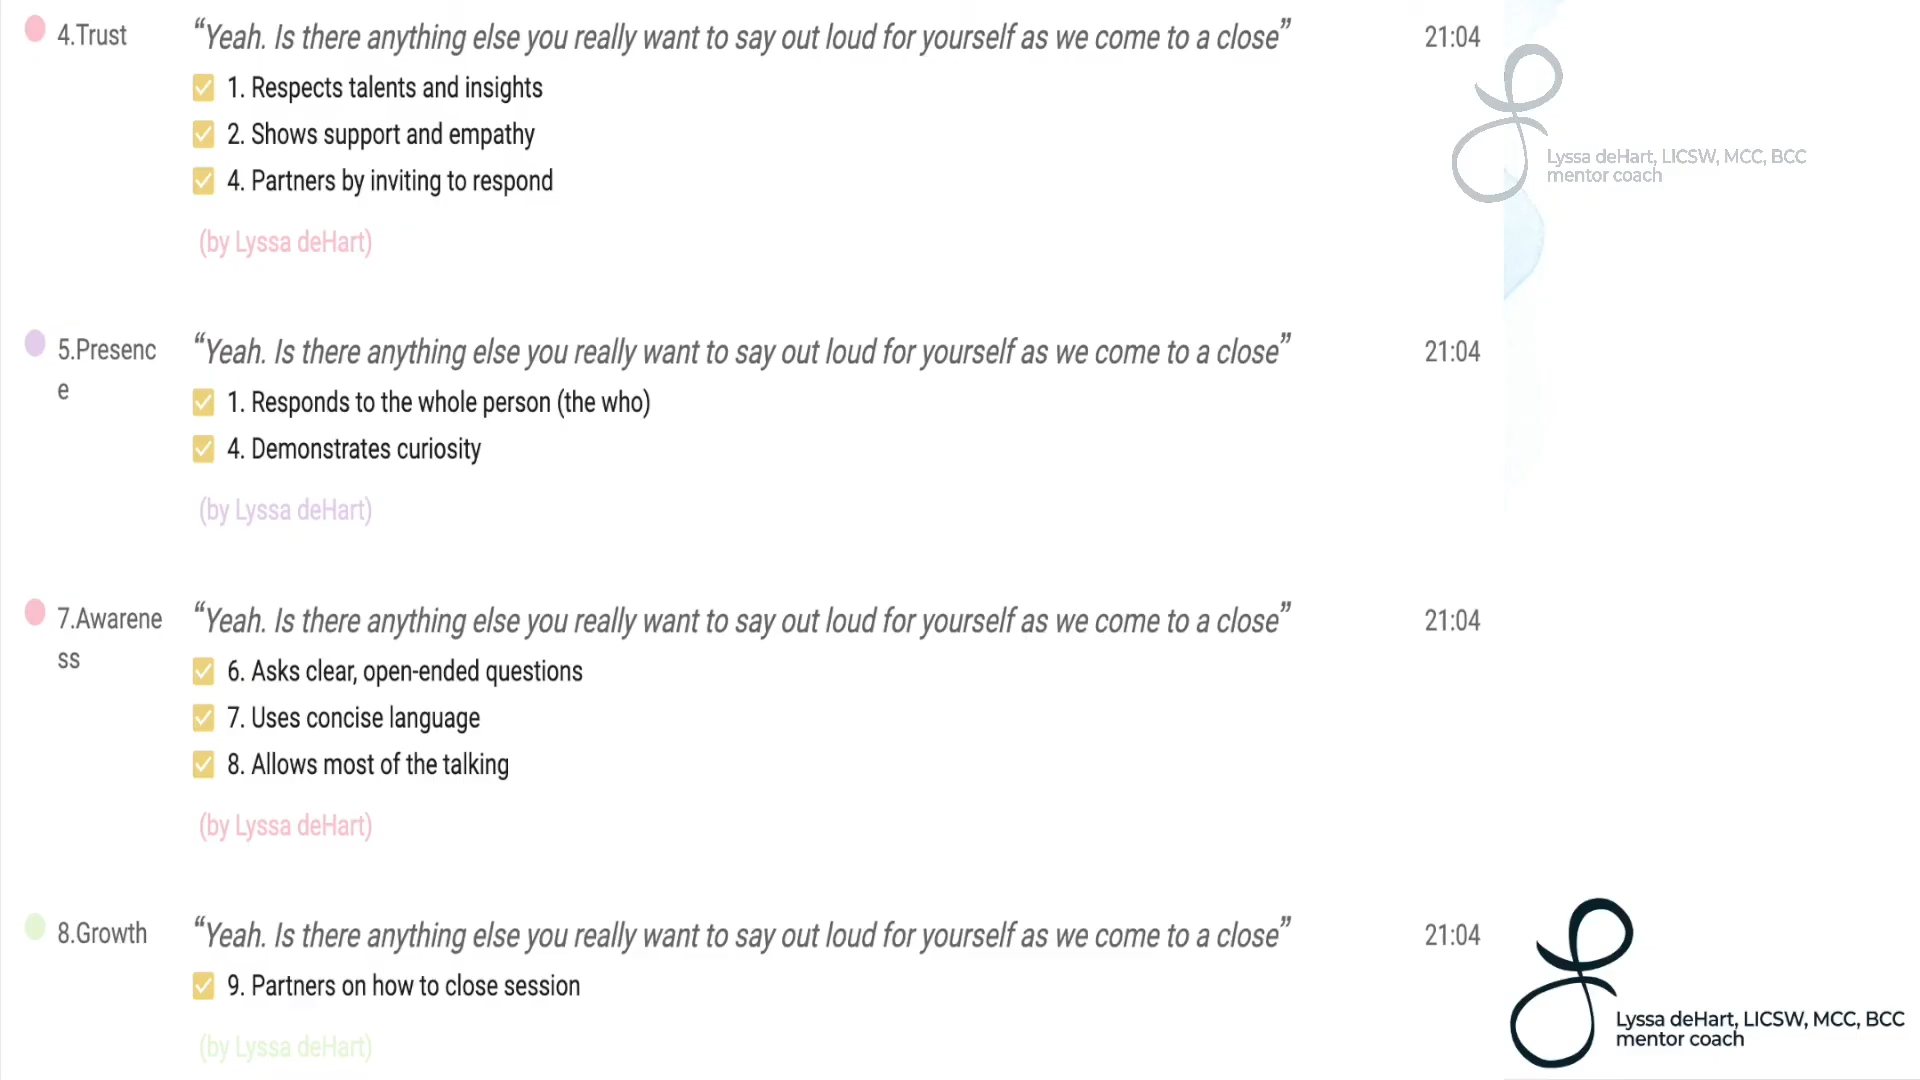 4.Trust “Yeah. Is there anything else you really want to say out loud for yourself as we come to a close” 21:04
1. Respects talents and insights
2. Shows support and empathy
4. Partners by inviting to respond
Lyssa deHart, LICSW, MCC, BCC
mentor coach
(by Lyssa deHart)
5.Presenc “Yeah. Is there anything else you really want to say out loud for yourself as we come to a close” 21:04
e
1. Responds to the whole person (the who)
4. Demonstrates curiosity
(by Lyssa deHart)
7.Awarene “Yeah. Is there anything else you really want to say out loud for yourself as we come to a close” 21:04
ss
6. Asks clear, open-ended questions
7. Uses concise language
8. Allows most of the talking
(by Lyssa deHart)
8.Growth “Yeah. Is there anything else you really want to say out loud for yourself as we come to a close” 21:04
9. Partners on how to close session
(by Lyssa deHart)
Lyssa deHart, LICSW, MCC, BCC
mentor coach